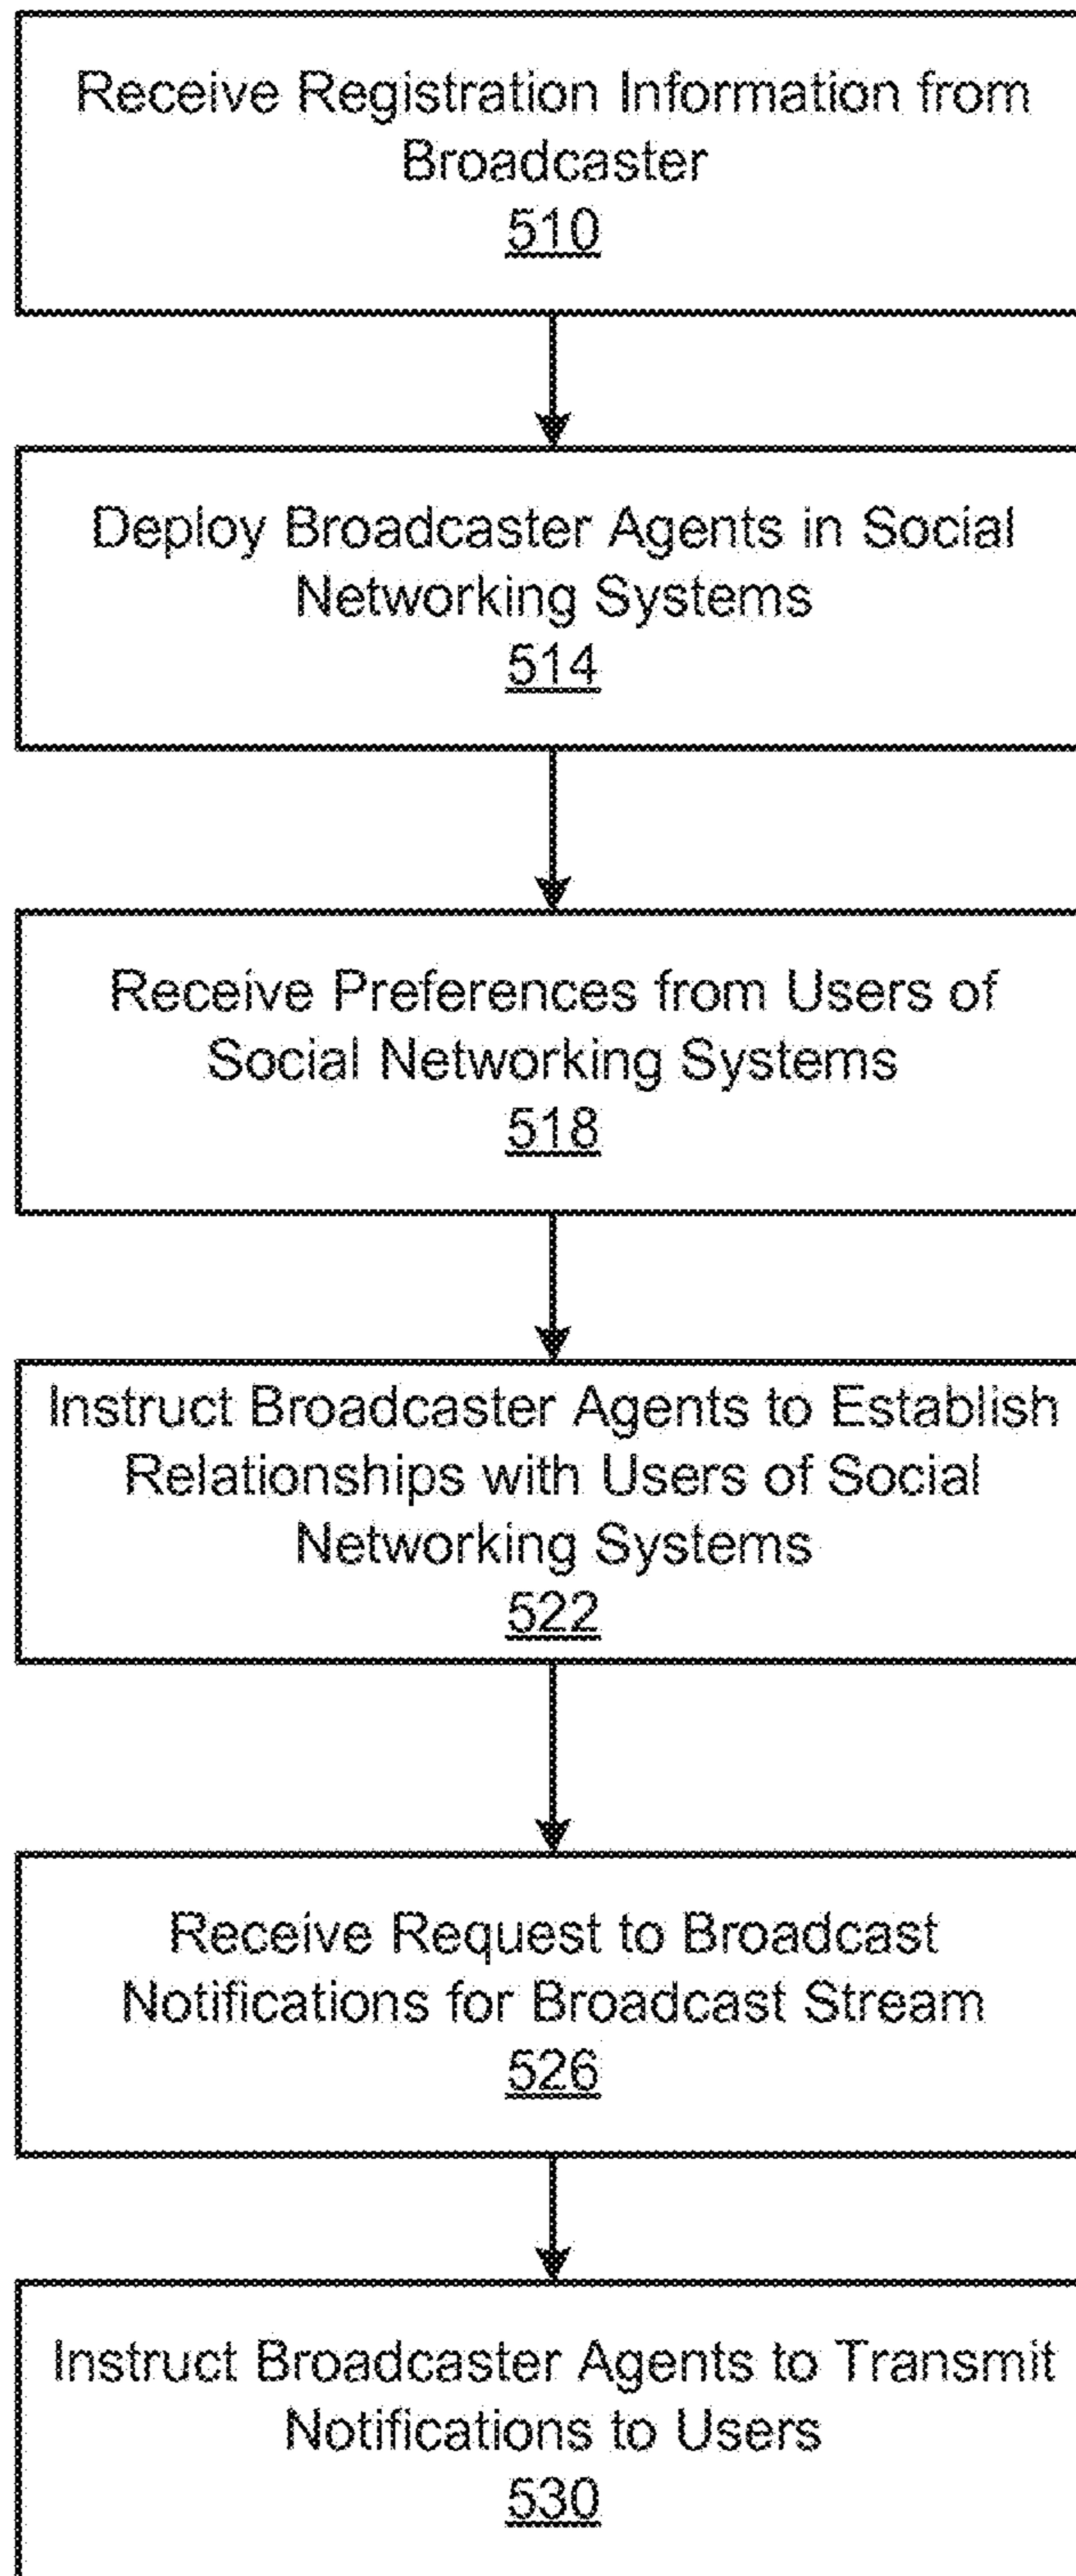 Receive Registration Information from
Broadcaster
510
Deploy Broadcaster Agents in Social
Networking Systems
514
Receive Preferences from Users of
Social Networking Systems
518
Instruct Broadcaster Agents to Establish
Relationships with Users of Social
Networking Systems
522
Receive Request to Broadcast
Notifications for Broadcast Stream
526
Instruct Broadcaster Agents to Transmit
Notifications to Users
530